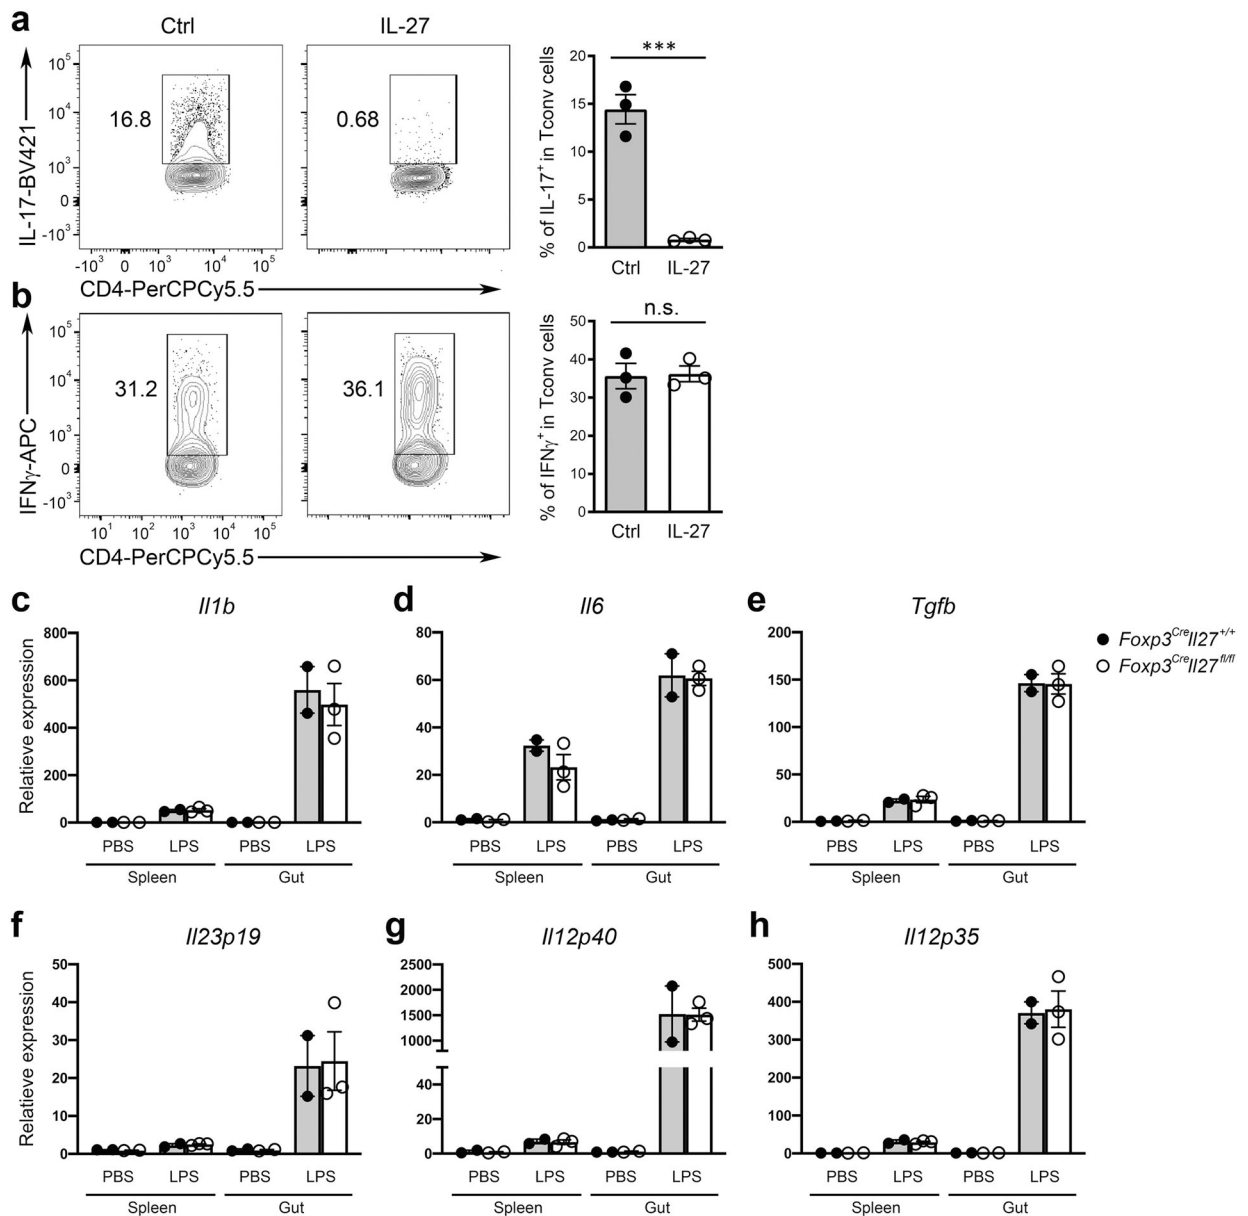 a
Ctrl
IL-27
IL-17-BV421
10^5
10^4
10^3
0
-10^3
16.8
0.68
-10^3 0 10^3 10^4 10^5
CD4-PerCPCy5.5
% of IL-17^+ in Tconv cells
20
15
10
5
0
***
Ctrl IL-27
b
IFNγ-APC
10^5
10^4
10^3
0
-10^3
31.2
36.1
10^1 10^2 10^3 10^4 10^5
CD4-PerCPCy5.5
% of IFNγ^+ in Tconv cells
50
40
30
20
10
0
n.s.
Ctrl IL-27
c
Il1b
Relatieve expression
800
600
400
200
0
PBS LPS PBS LPS
Spleen Gut
d
Il6
80
60
40
20
0
PBS LPS PBS LPS
Spleen Gut
e
Tgfb
200
150
100
50
0
PBS LPS PBS LPS
Spleen Gut
Foxp3^Cre Il27^+/+
Foxp3^Cre Il27^fl/fl
f
Il23p19
Relatieve expression
50
40
30
20
10
0
PBS LPS PBS LPS
Spleen Gut
g
Il12p40
2500
2000
1500
1000
40
20
0
PBS LPS PBS LPS
Spleen Gut
h
Il12p35
500
400
300
200
100
0
PBS LPS PBS LPS
Spleen Gut